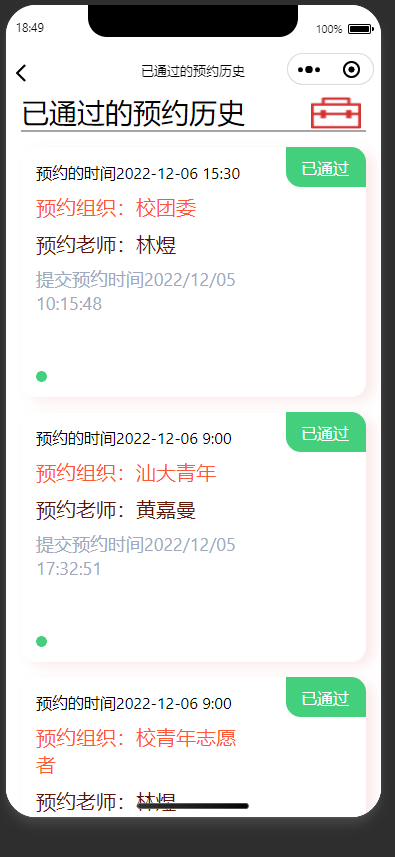 18:49
100%
已通过的预约历史
已通过的预约历史
预约的时间2022-12-06 15:30
已通过
预约组织：校团委
预约老师：林煜
提交预约时间2022/12/05
10:15:48
预约的时间2022-12-06 9:00
已通过
预约组织：汕大青年
预约老师：黄嘉曼
提交预约时间2022/12/05
17:32:51
预约的时间2022-12-06 9:00
已通过
预约组织：校青年志愿
者
预约老师：林煜